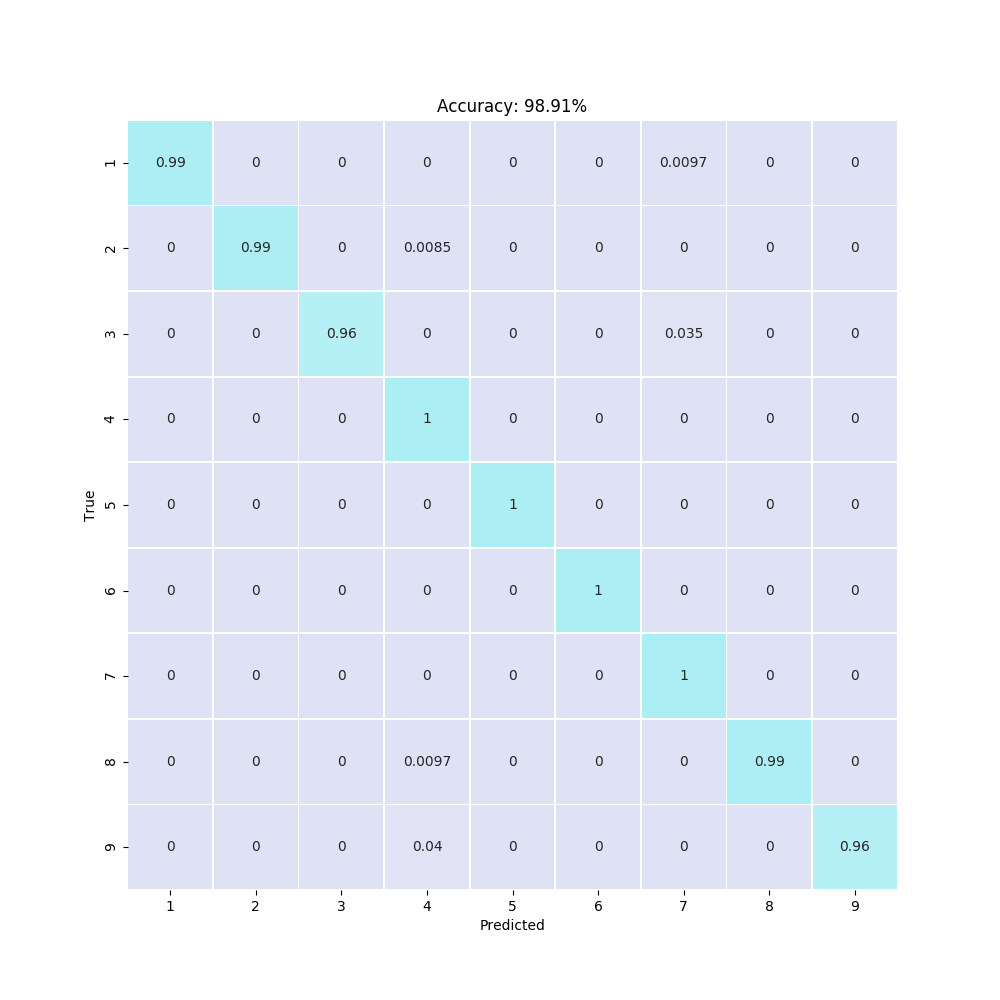 Accuracy: 98.91%
1 0.99 0 0 0 0 0 0.0097 0 0
2 0 0.99 0 0.0085 0 0 0 0 0
3 0 0 0.96 0 0 0 0.035 0 0
4 0 0 0 1 0 0 0 0 0
5 0 0 0 0 1 0 0 0 0
True
6 0 0 0 0 0 1 0 0 0
7 0 0 0 0 0 0 1 0 0
8 0 0 0 0.0097 0 0 0 0.99 0
9 0 0 0 0.04 0 0 0 0 0.96
1 2 3 4 5 6 7 8 9
Predicted